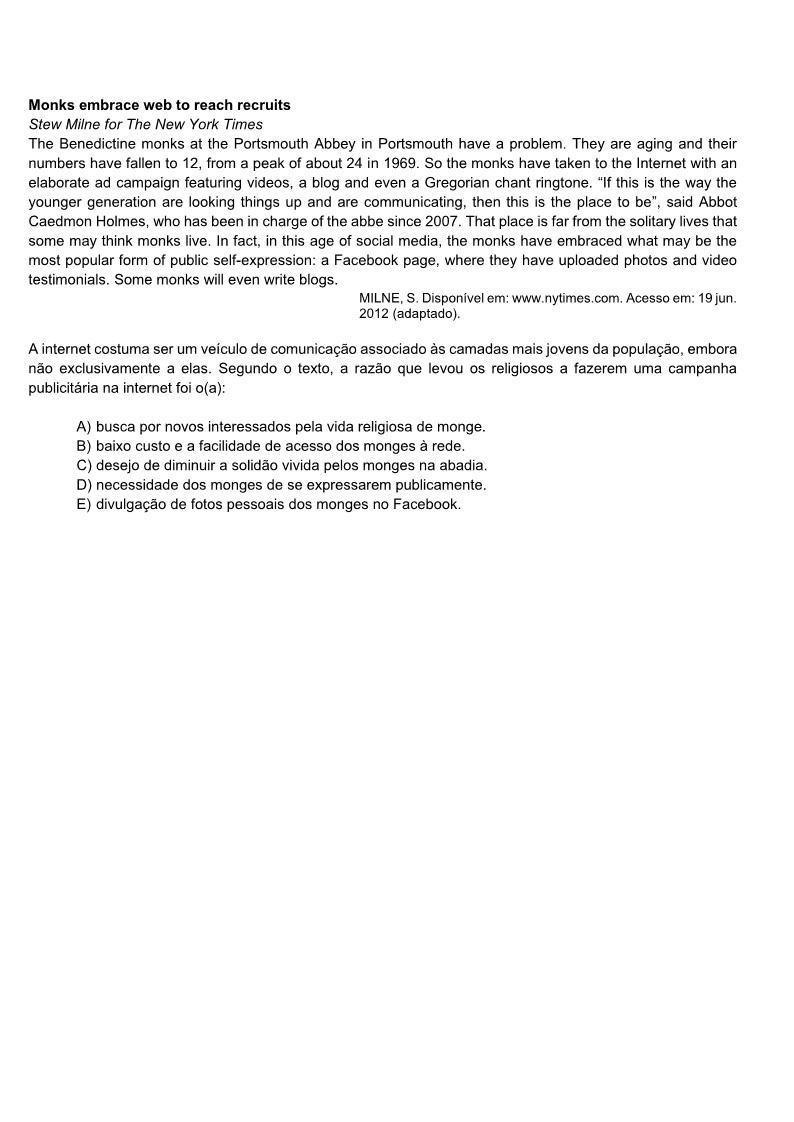 Monks embrace web to reach recruits
Stew Milne for The New York Times
The Benedictine monks at the Portsmouth Abbey in Portsmouth have a problem. They are aging and their
numbers have fallen to 12, from a peak of about 24 in 1969. So the monks have taken to the Internet with an
elaborate ad campaign featuring videos, a blog and even a Gregorian chant ringtone. “If this is the way the
younger generation are looking things up and are communicating, then this is the place to be”, said Abbot
Caedmon Holmes, who has been in charge of the abbe since 2007. That place is far from the solitary lives that
some may think monks live. In fact, in this age of social media, the monks have embraced what may be the
most popular form of public self-expression: a Facebook page, where they have uploaded photos and video
testimonials. Some monks will even write blogs.
MILNE, S. Disponível em: www.nytimes.com. Acesso em: 19 jun.
2012 (adaptado).
A internet costuma ser um veículo de comunicação associado às camadas mais jovens da população, embora
não exclusivamente a elas. Segundo o texto, a razão que levou os religiosos a fazerem uma campanha
publicitária na internet foi o(a):
A) busca por novos interessados pela vida religiosa de monge.
B) baixo custo e a facilidade de acesso dos monges à rede.
C) desejo de diminuir a solidão vivida pelos monges na abadia.
D) necessidade dos monges de se expressarem publicamente.
E) divulgação de fotos pessoais dos monges no Facebook.